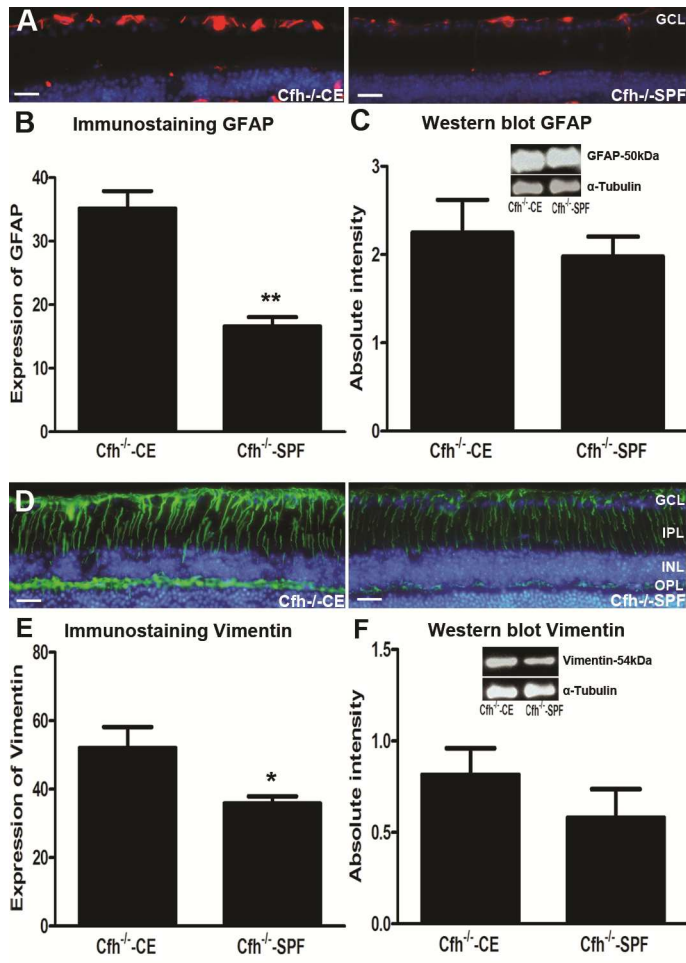 A
Cfh-/-CE
GCL
Cfh-/-SPF
B
Immunostaining GFAP
Expression of GFAP
40
30
20
10
0
**
Cfh-/--CE
Cfh-/--SPF
C
Western blot GFAP
Absolute intensity
3
2
1
0
GFAP-50kDa
α-Tubulin
Cfh-/--CE
Cfh-/--SPF
Cfh-/--CE
Cfh-/--SPF
D
Cfh-/-CE
GCL
IPL
INL
OPL
Cfh-/-SPF
E
Immunostaining Vimentin
Expression of Vimentin
80
60
40
20
0
*
Cfh-/--CE
Cfh-/--SPF
F
Western blot Vimentin
Absolute intensity
1.5
1.0
0.5
0.0
Vimentin-54kDa
α-Tubulin
Cfh-/--CE
Cfh-/--SPF
Cfh-/--CE
Cfh-/--SPF